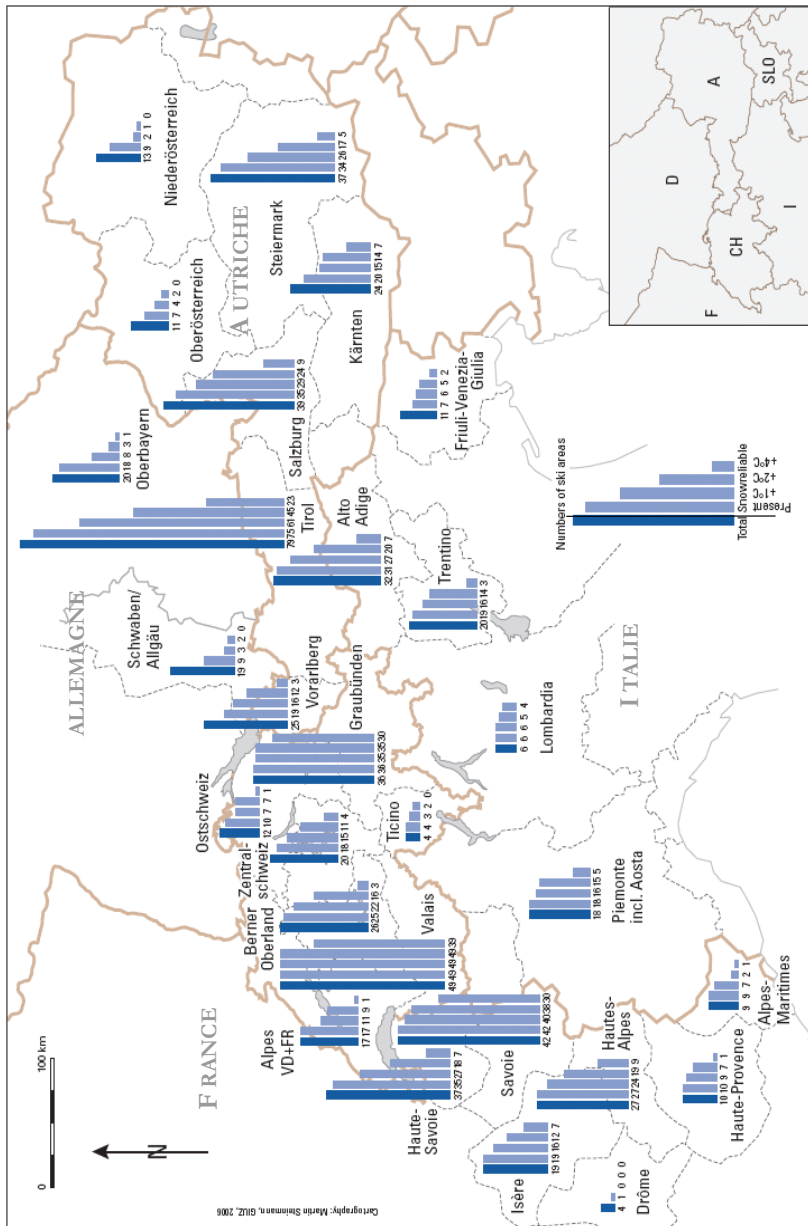 Niederösterreich
13 9 2 1 0
Oberösterreich
11 7 4 2 0
AUTRICHE
Steiermark
37 34 26 17 5
Kärnten
24 20 15 14 7
Salzburg
39 35 29 24 9
Oberbayern
20 18 8 3 1
Tirol
79 75 61 45 23
Alto
Adige
32 31 27 20 7
Friuli-Venezia-
Giulia
11 7 6 5 2
Trentino
20 19 16 14 3
ALLEMAGNE
Schwaben/
Allgäu
19 9 3 2 0
Vorarlberg
25 19 16 12 3
Graubünden
36 36 35 35 30
Lombardia
6 6 6 5 4
ITALIE
Ostschweiz
12 10 7 7 1
Zentral-
schweiz
20 18 15 11 4
Ticino
4 4 3 2 0
Berner
Oberland
26 25 22 16 3
Valais
49 49 49 49 39
Piemonte
incl. Aosta
18 18 16 15 5
FRANCE
Alpes
VD+FR
17 17 11 9 1
Haute-
Savoie
37 35 27 18 7
Savoie
42 42 40 38 30
Hautes-
Alpes
27 27 24 19 9
Alpes-
Maritimes
9 9 7 2 1
Haute-Provence
10 10 9 7 1
Isère
19 19 16 12 7
Drôme
4 1 0 0 0
Numbers of ski areas
Total
Snowreliable
Present
+1°C
+2°C
+4°C
F
D
CH
A
I
SLO
0
100 km
N
Cartography: Martin Steinmann, GIUZ, 2006